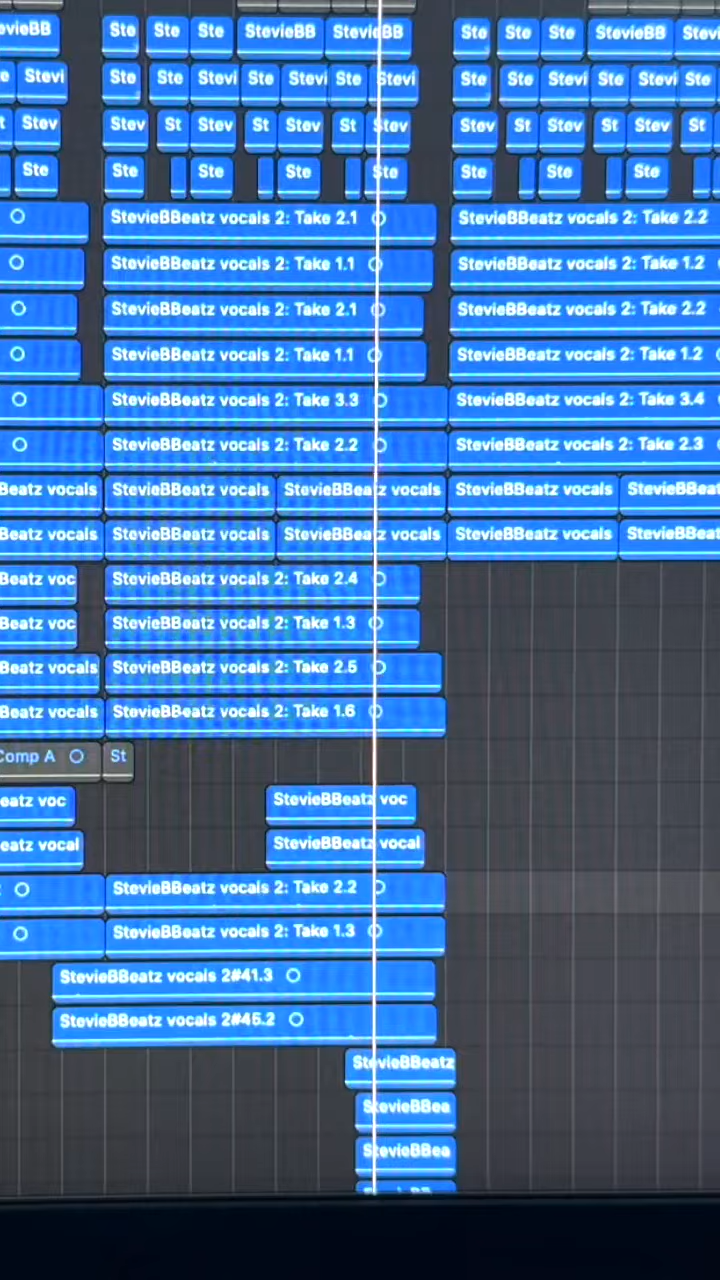 evieBB Ste Ste Ste StevieBB StevieBB Ste Ste Ste StevieBB Stevi
e Stevi Ste Ste Stevi Ste Stevi Ste Stevi Ste Ste Stevi Ste Stevi Ste
t Stev Stev St Stev St Stev St Stev Stev St Stev St Stev St
Ste Ste Ste Ste Ste Ste Ste Ste
StevieBBeatz vocals 2: Take 2.1 StevieBBeatz vocals 2: Take 2.2
StevieBBeatz vocals 2: Take 1.1 StevieBBeatz vocals 2: Take 1.2
StevieBBeatz vocals 2: Take 2.1 StevieBBeatz vocals 2: Take 2.2
StevieBBeatz vocals 2: Take 1.1 StevieBBeatz vocals 2: Take 1.2
StevieBBeatz vocals 2: Take 3.3 StevieBBeatz vocals 2: Take 3.4
StevieBBeatz vocals 2: Take 2.2 StevieBBeatz vocals 2: Take 2.3
Beatz vocals StevieBBeatz vocals StevieBBeatz vocals StevieBBeatz vocals StevieBBeat
Beatz vocals StevieBBeatz vocals StevieBBeatz vocals StevieBBeatz vocals StevieBBeat
Beatz voc StevieBBeatz vocals 2: Take 2.4
Beatz voc StevieBBeatz vocals 2: Take 1.3
Beatz vocals StevieBBeatz vocals 2: Take 2.5
Beatz vocals StevieBBeatz vocals 2: Take 1.6
Comp A St
eatz voc StevieBBeatz voc
eatz vocal StevieBBeatz vocal
StevieBBeatz vocals 2: Take 2.2
StevieBBeatz vocals 2: Take 1.3
StevieBBeatz vocals 2#41.3
StevieBBeatz vocals 2#45.2
StevieBBeatz
StevieBBea
StevieBBea